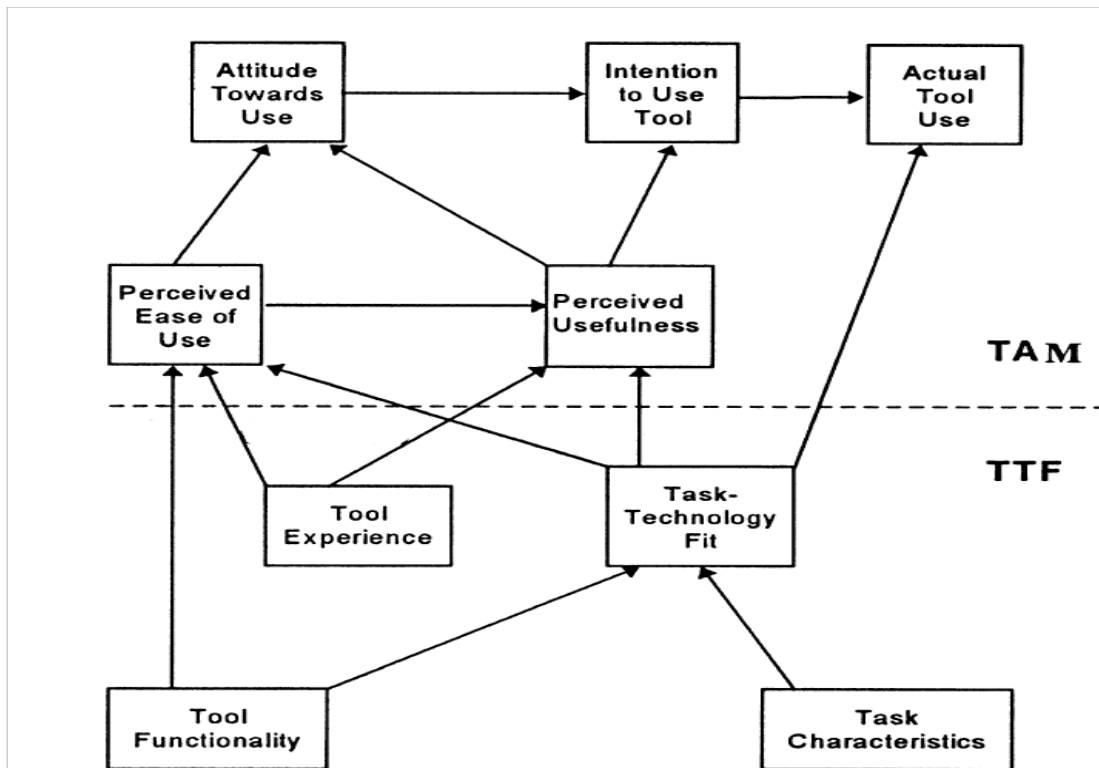 Attitude
Towards
Use
Intention
to Use
Tool
Actual
Tool
Use
Perceived
Ease of
Use
Perceived
Usefulness
TAM
TTF
Tool
Experience
Task-
Technology
Fit
Tool
Functionality
Task
Characteristics